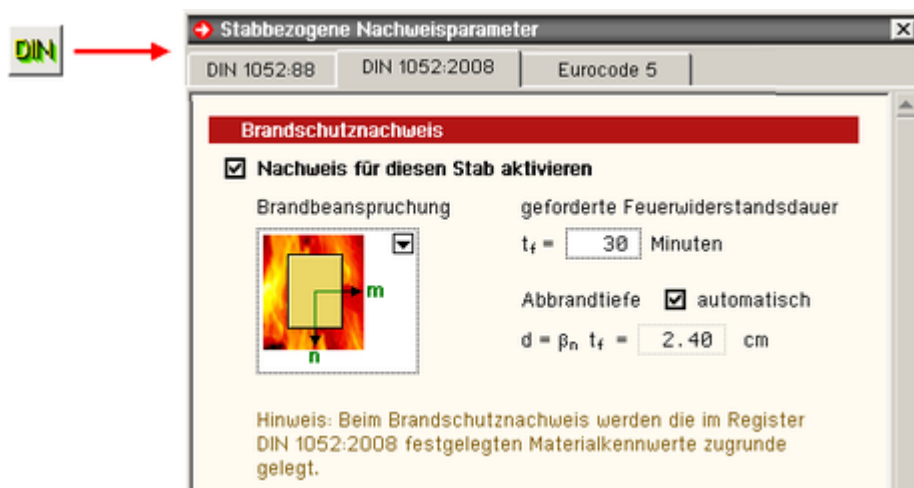 DIN
Stabbezogene Nachweisparameter
DIN 1052:88
DIN 1052:2008
Eurocode 5
Brandschutznachweis
Nachweis für diesen Stab aktivieren
Brandbeanspruchung
m
n
geforderte Feuerwiderstandsdauer
tf = 30 Minuten
Abbrandtiefe automatisch
d = βn tf = 2.40 cm
Hinweis: Beim Brandschutznachweis werden die im Register
DIN 1052:2008 festgelegten Materialkennwerte zugrunde
gelegt.